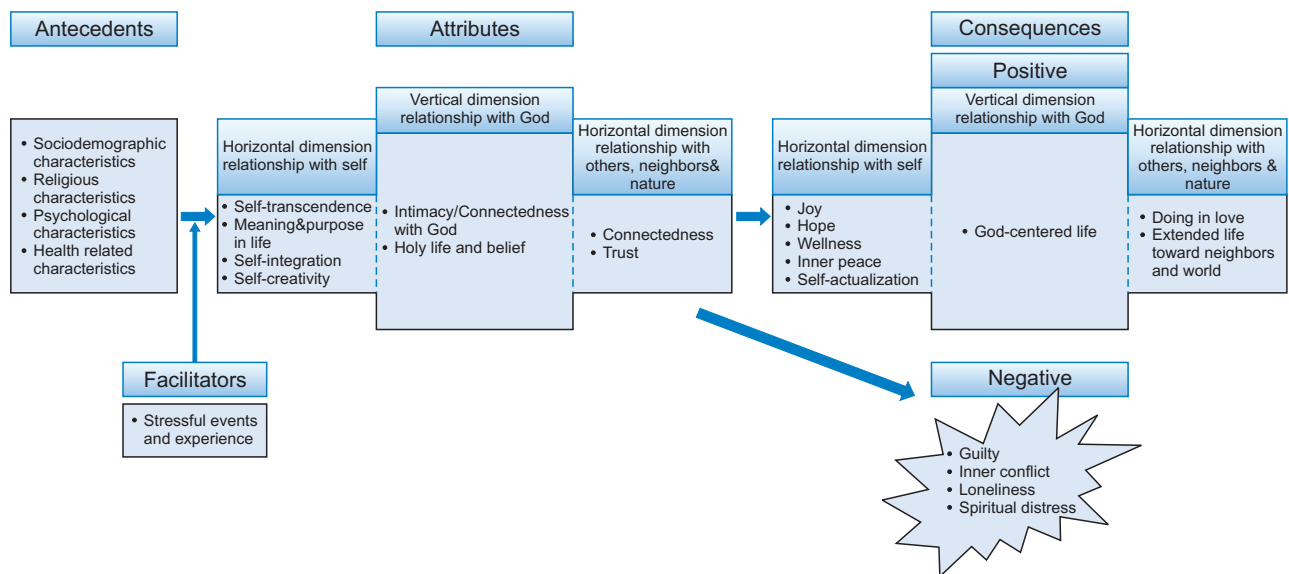 Antecedents
Attributes
Consequences
Positive
Sociodemographic
characteristics
Religious
characteristics
Psychological
characteristics
Health related
characteristics
Horizontal dimension
relationship with self
Self-transcendence
Meaning&purpose
in life
Self-integration
Self-creativity
Vertical dimension
relationship with God
Intimacy/Connectedness
with God
Holy life and belief
Horizontal dimension
relationship with
others, neighbors&
nature
Connectedness
Trust
Horizontal dimension
relationship with self
Joy
Hope
Wellness
Inner peace
Self-actualization
Vertical dimension
relationship with God
God-centered life
Horizontal dimension
relationship with
others, neighbors &
nature
Doing in love
Extended life
toward neighbors
and world
Facilitators
Stressful events
and experience
Negative
Guilty
Inner conflict
Loneliness
Spiritual distress